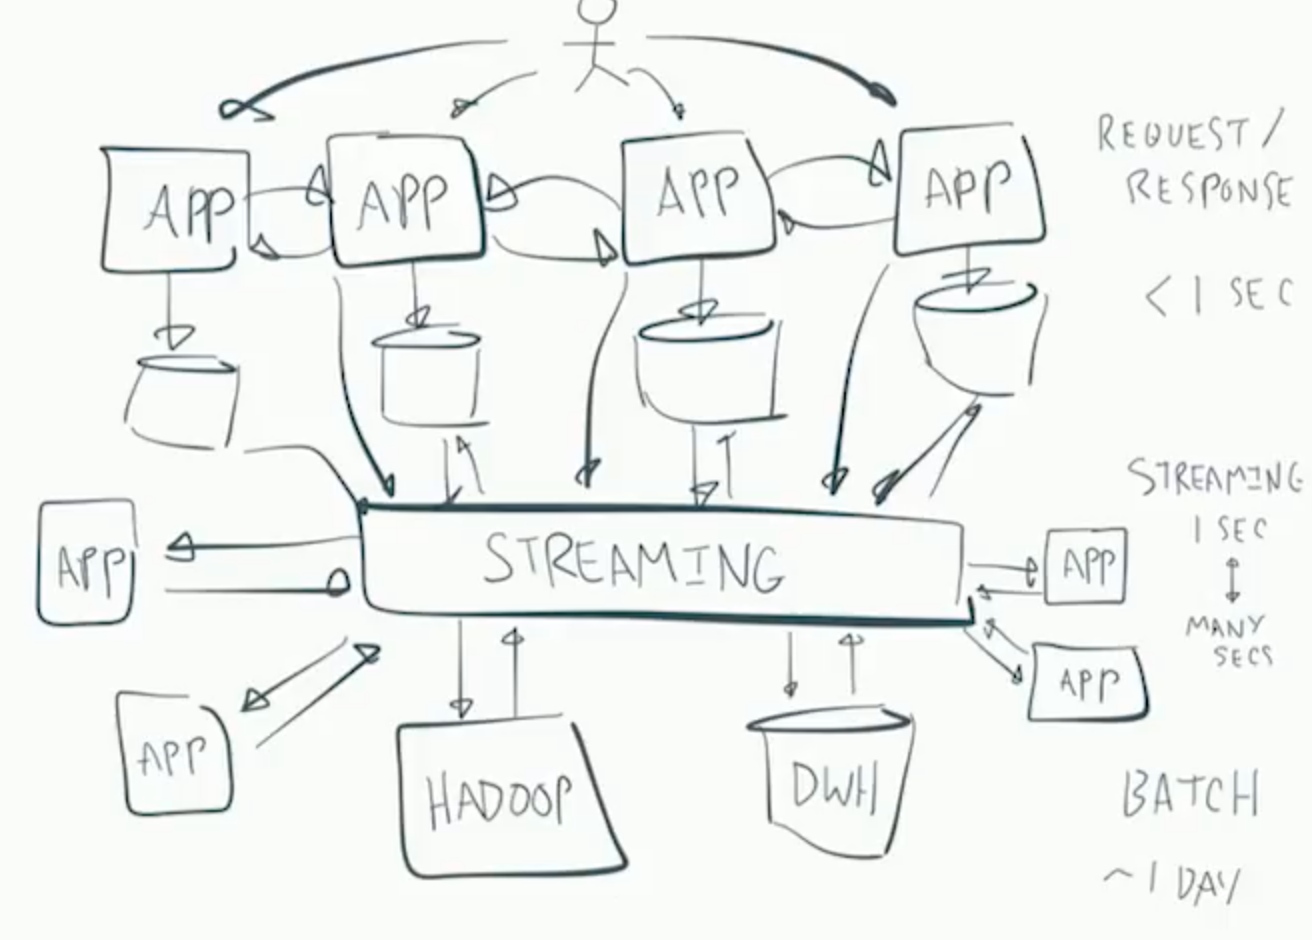 APP
APP
APP
APP
REQUEST /
RESPONSE
< 1 SEC
STREAMING
1 SEC
MANY
SECS
APP
STREAMING
APP
APP
APP
HADOOP
DWH
BATCH
~ 1 DAY